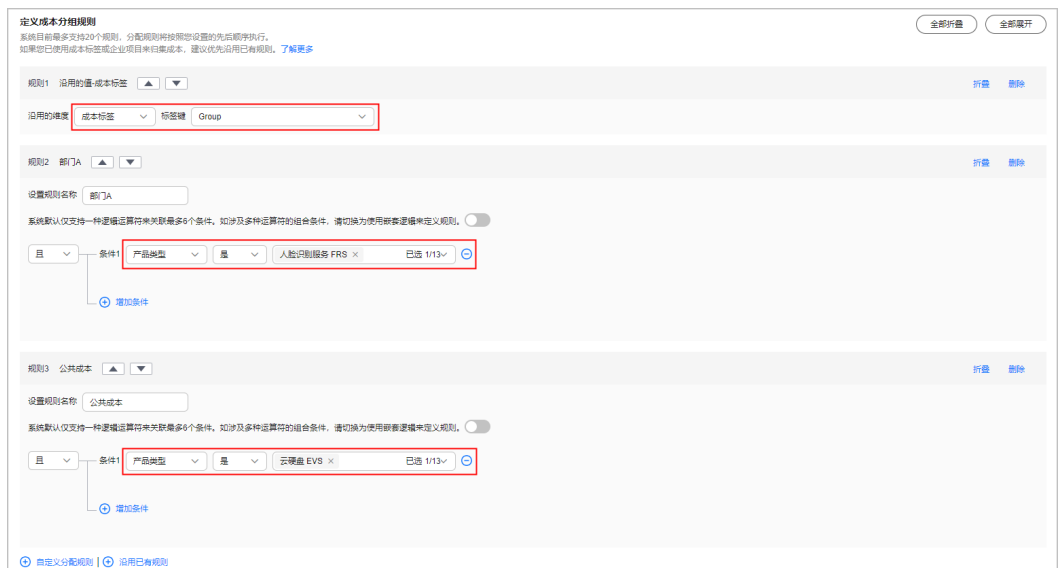 定义成本分组规则
全部折叠 全部展开
系统目前最多支持20个规则，分配规则将按照您设置的先后顺序执行。
如果您已使用成本标签或企业项目来归集成本，建议优先沿用已有规则。了解更多
规则1 沿用的值-成本标签 折叠 删除
沿用的维度 成本标签 标签键 Group
规则2 部门A 折叠 删除
设置规则名称 部门A
系统默认仅支持一种逻辑运算符来关联最多6个条件。如涉及多种运算符的组合条件，请切换为使用嵌套逻辑来定义规则。
且 条件1 产品类型 是 人脸识别服务 FRS × 已选 1/13
增加条件
规则3 公共成本 折叠 删除
设置规则名称 公共成本
系统默认仅支持一种逻辑运算符来关联最多6个条件。如涉及多种运算符的组合条件，请切换为使用嵌套逻辑来定义规则。
且 条件1 产品类型 是 云硬盘 EVS × 已选 1/13
增加条件
自定义分配规则 | 沿用已有规则